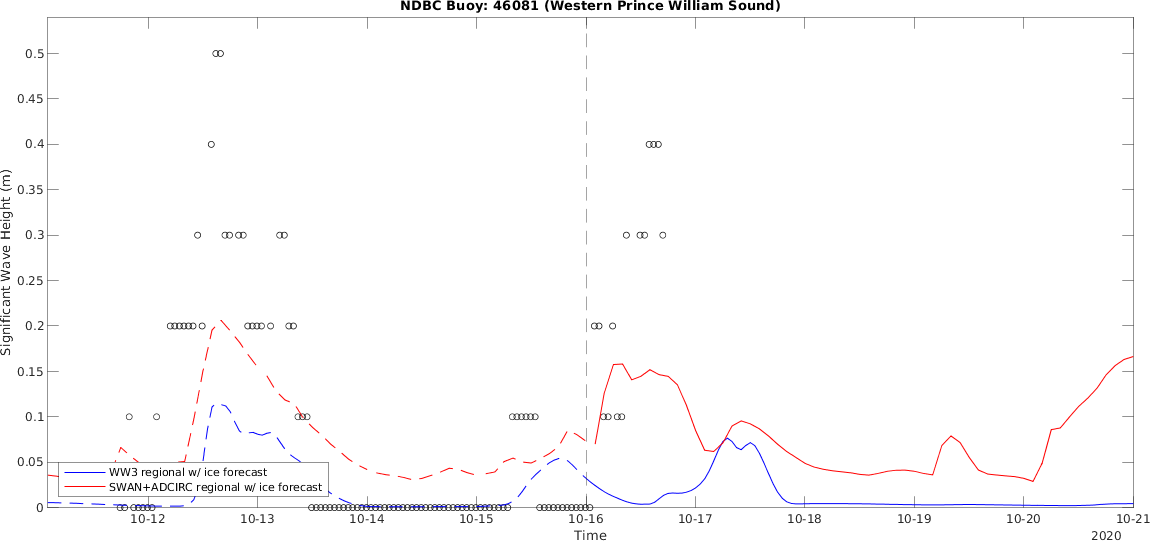 NDBC Buoy: 46081 (Western Prince William Sound)
Significant Wave Height (m)
0.5
0.45
0.4
0.35
0.3
0.25
0.2
0.15
0.1
0.05
0
WW3 regional w/ ice forecast
SWAN+ADCIRC regional w/ ice forecast
10-12 10-13 10-14 10-15 10-16 10-17 10-18 10-19 10-20 10-21
Time
2020